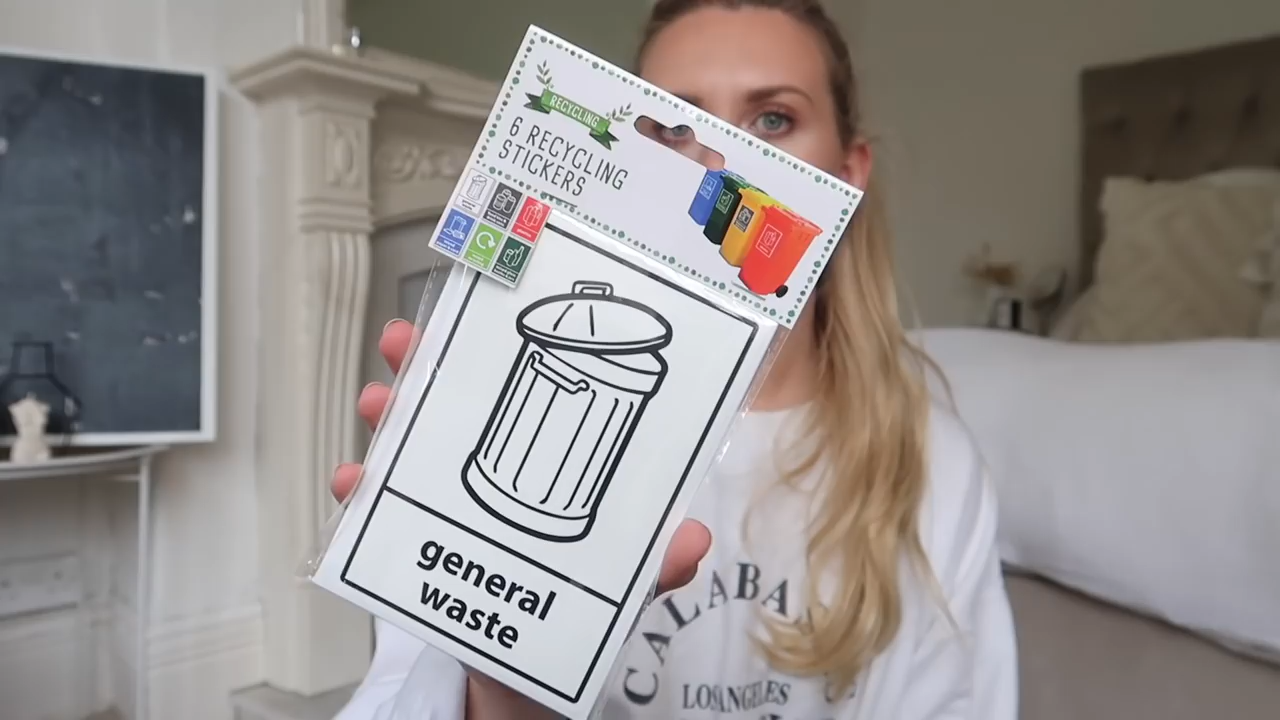 RECYCLING
6 RECYCLING
STICKERS
general
waste
CALABA
LOS ANGELES